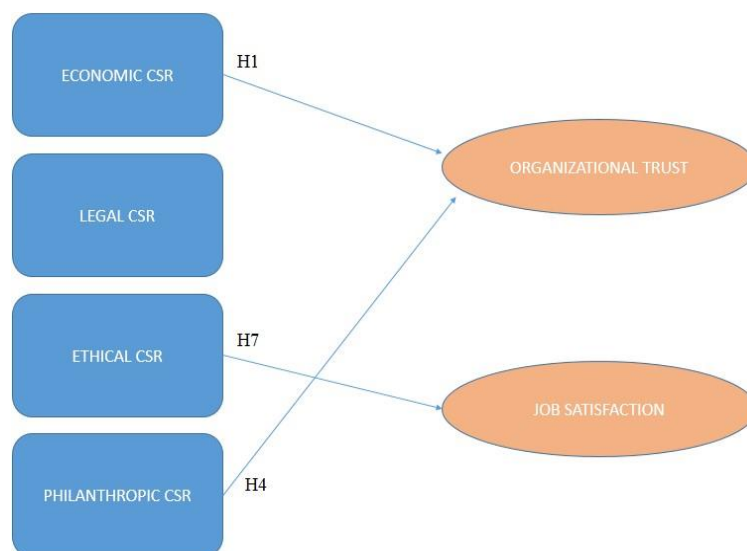 ECONOMIC CSR
H1
ORGANIZATIONAL TRUST
LEGAL CSR
ETHICAL CSR
H7
JOB SATISFACTION
PHILANTHROPIC CSR
H4